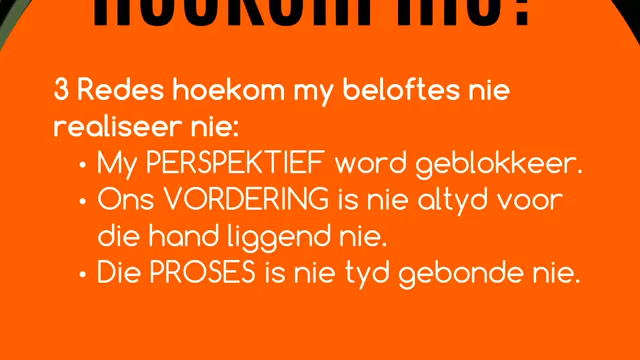 3 Redes hoekom my beloftes nie
realiseer nie:
• My PERSPEKTIEF word geblokkeer.
• Ons VORDERING is nie altyd voor
die hand liggend nie.
• Die PROSES is nie tyd gebonde nie.